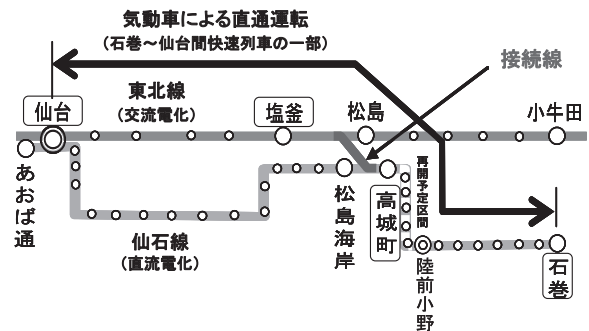 気動車による直通運転
(石巻～仙台間快速列車の一部)
接続線
東北線
(交流電化)
仙台
塩釜
松島
小牛田
あおば通
仙石線
(直流電化)
松島海岸
高城町
再開予定区間
陸前小野
石巻